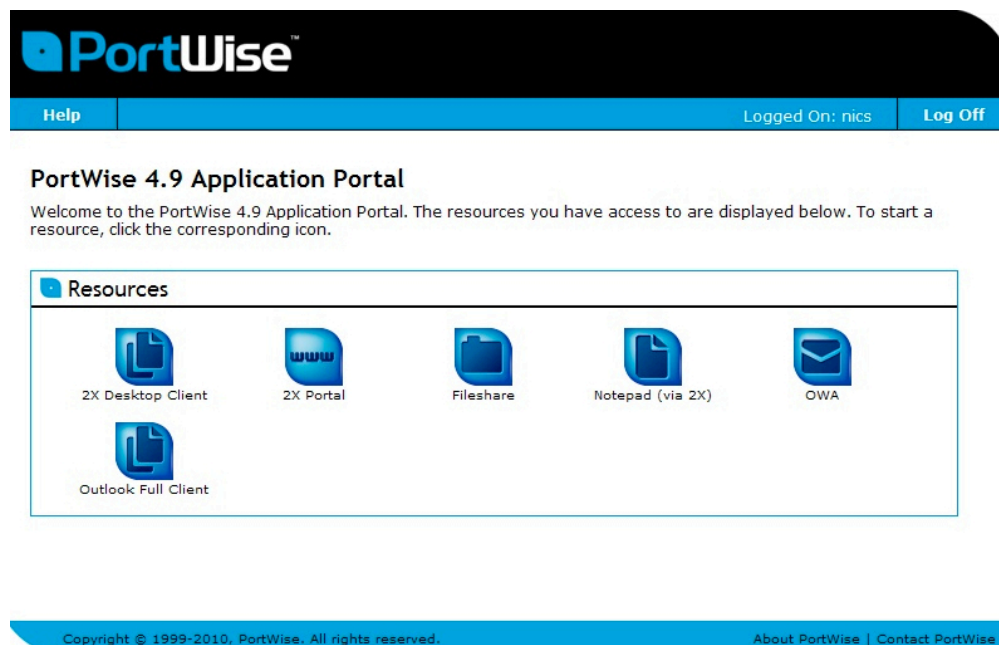 PortWise™
Help
Logged On: nics
Log Off
PortWise 4.9 Application Portal
Welcome to the PortWise 4.9 Application Portal. The resources you have access to are displayed below. To start a
resource, click the corresponding icon.
Resources
www
2X Desktop Client
2X Portal
Fileshare
Notepad (via 2X)
OWA
Outlook Full Client
Copyright © 1999-2010, PortWise. All rights reserved.
About PortWise | Contact PortWise